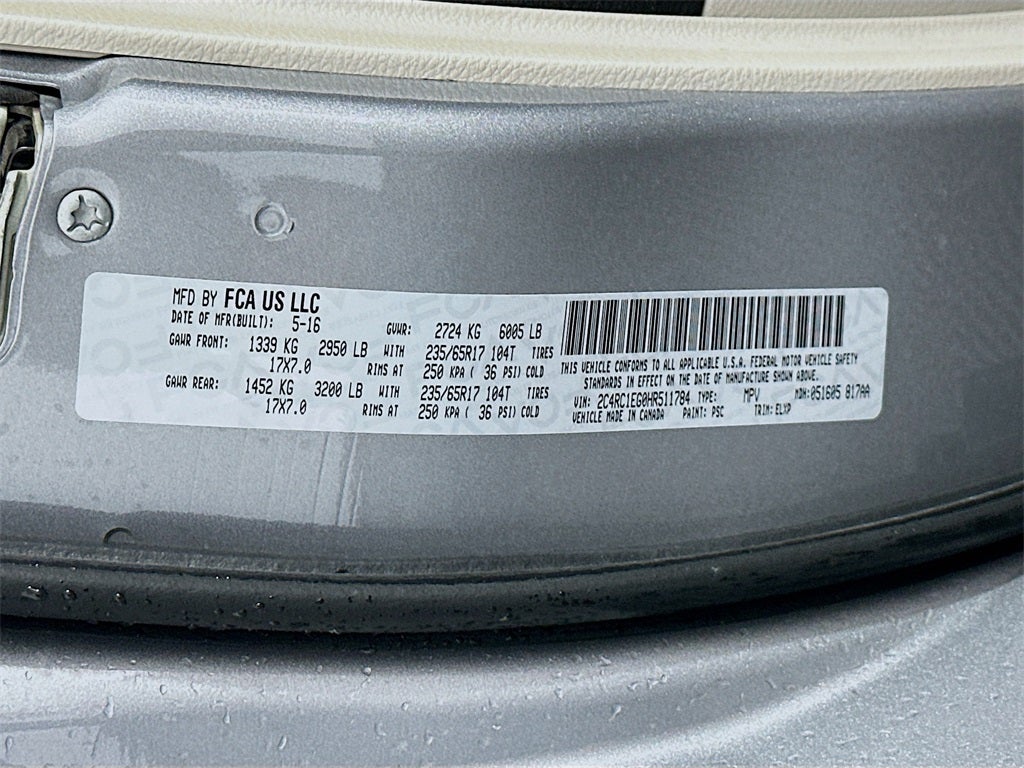 MFD BY FCA US LLC
DATE OF MFR(BUILT): 5-16 GVWR: 2724 KG 6005 LB
GAWR FRONT: 1339 KG 2950 LB WITH 235/65R17 104T TIRES
17X7.0 RIMS AT 250 KPA ( 36 PSI) COLD
GAWR REAR: 1452 KG 3200 LB WITH 235/65R17 104T TIRES
17X7.0 RIMS AT 250 KPA ( 36 PSI) COLD
THIS VEHICLE CONFORMS TO ALL APPLICABLE U.S.A. FEDERAL MOTOR VEHICLE SAFETY
STANDARDS IN EFFECT ON THE DATE OF MANUFACTURE SHOWN ABOVE.
VIN: 2C4RC1EG0HR511784 TYPE: MPV MDH:051605 817AA
VEHICLE MADE IN CANADA PAINT: PSC TRIM: ELXP